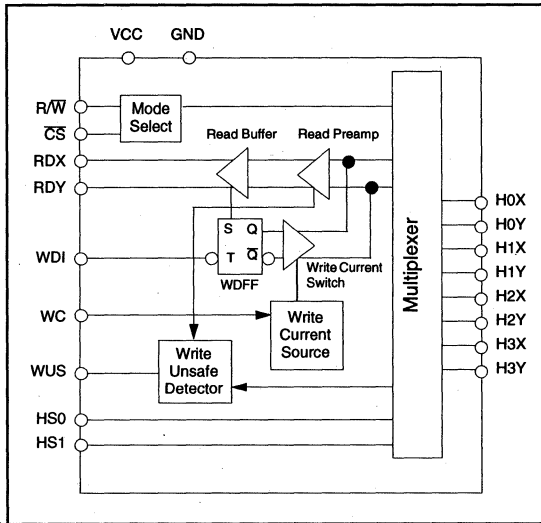 VCC GND
R/W̅
C̅S̅
Mode
Select
Read Buffer
Read Preamp
RDX
RDY
S Q
T Q̅
WDFF
WDI
Write Current
Switch
WC
Write
Current
Source
WUS
Write
Unsafe
Detector
HS0
HS1
Multiplexer
H0X
H0Y
H1X
H1Y
H2X
H2Y
H3X
H3Y